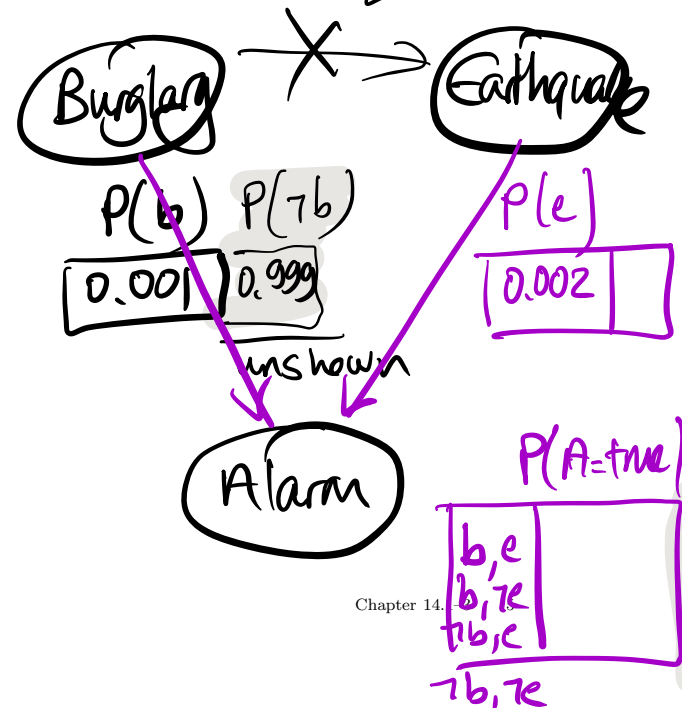 Burglary Earthquake
P(b) P(¬b) P(e)
0.001 0.999 0.002
unshown
Alarm
P(A=true)
b,e
b,¬e
Chapter 14.
¬b,e
¬b,¬e